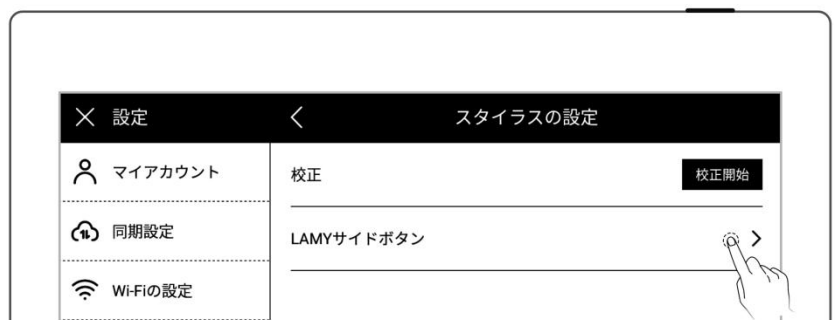 設定
スタイラスの設定
マイアカウント
校正
校正開始
同期設定
LAMYサイドボタン
Wi-Fiの設定